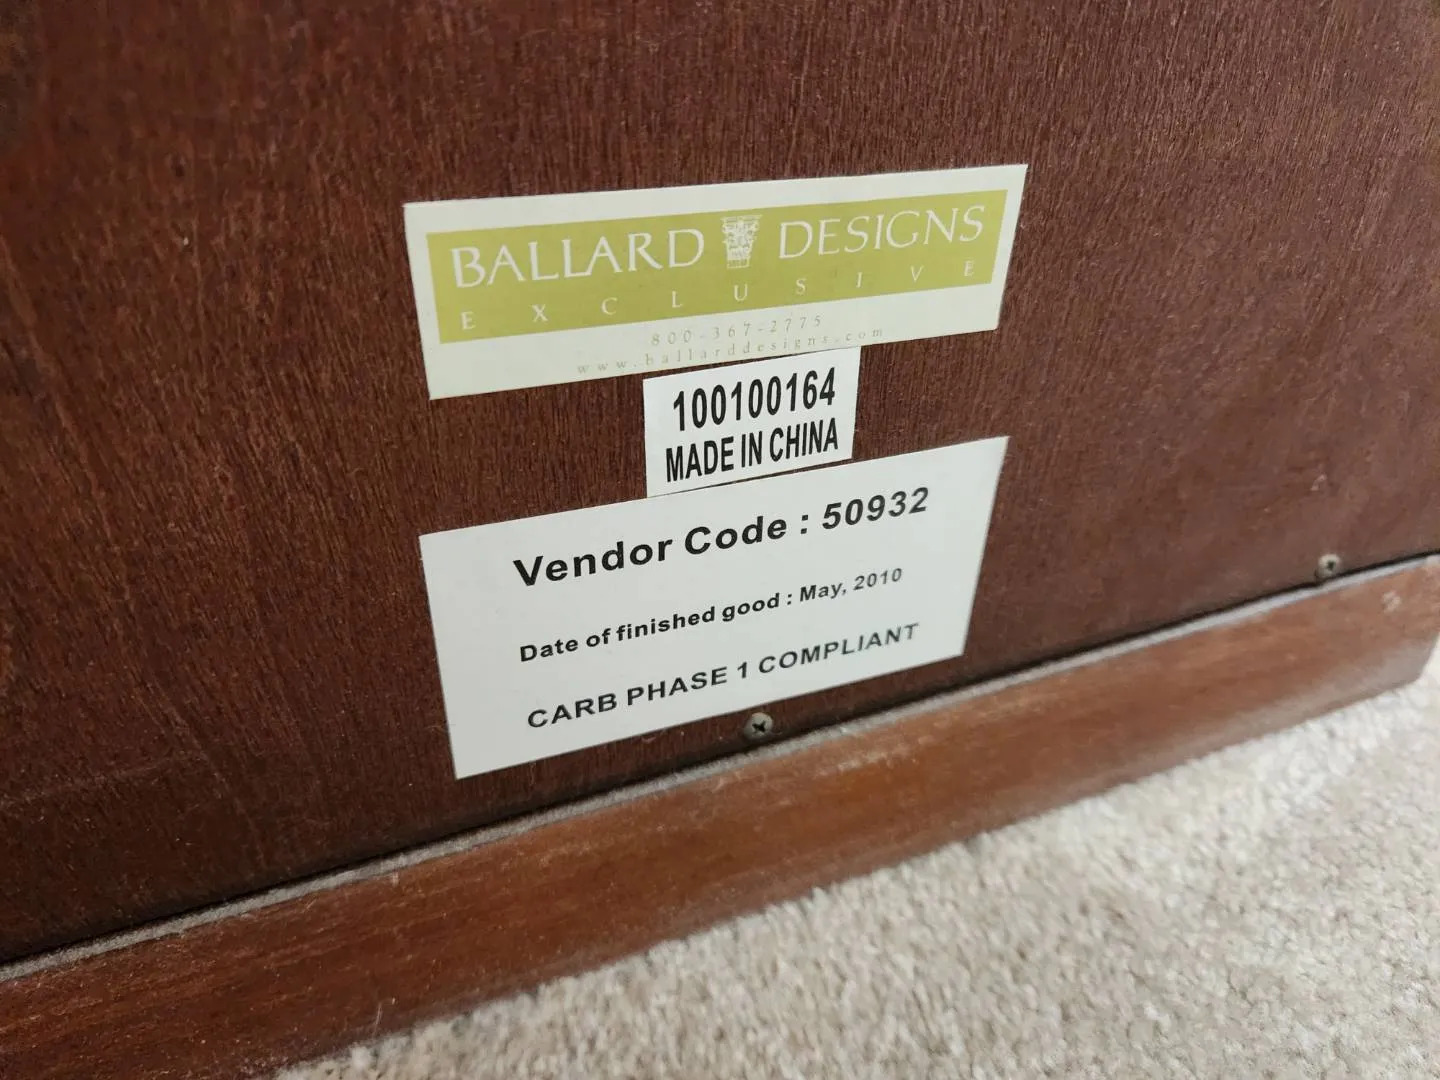 BALLARD DESIGNS
EXCLUSIVE
800-367-2775
www.ballarddesigns.com
100100164
MADE IN CHINA
Vendor Code : 50932
Date of finished good : May, 2010
CARB PHASE 1 COMPLIANT